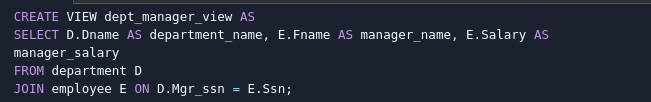 CREATE VIEW dept_manager_view AS
SELECT D.Dname AS department_name, E.Fname AS manager_name, E.Salary AS
manager_salary
FROM department D
JOIN employee E ON D.Mgr_ssn = E.Ssn;